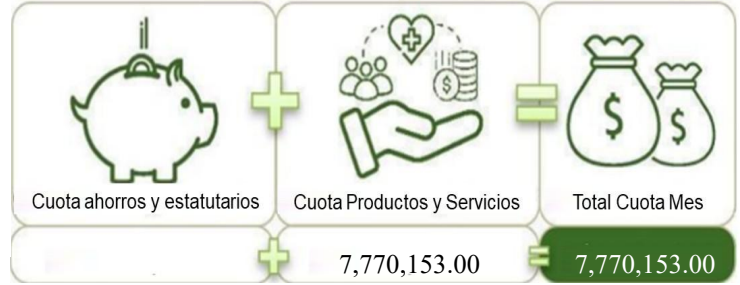 $
$ $
Cuota ahorros y estatutarios Cuota Productos y Servicios Total Cuota Mes
+ 7,770,153.00 = 7,770,153.00